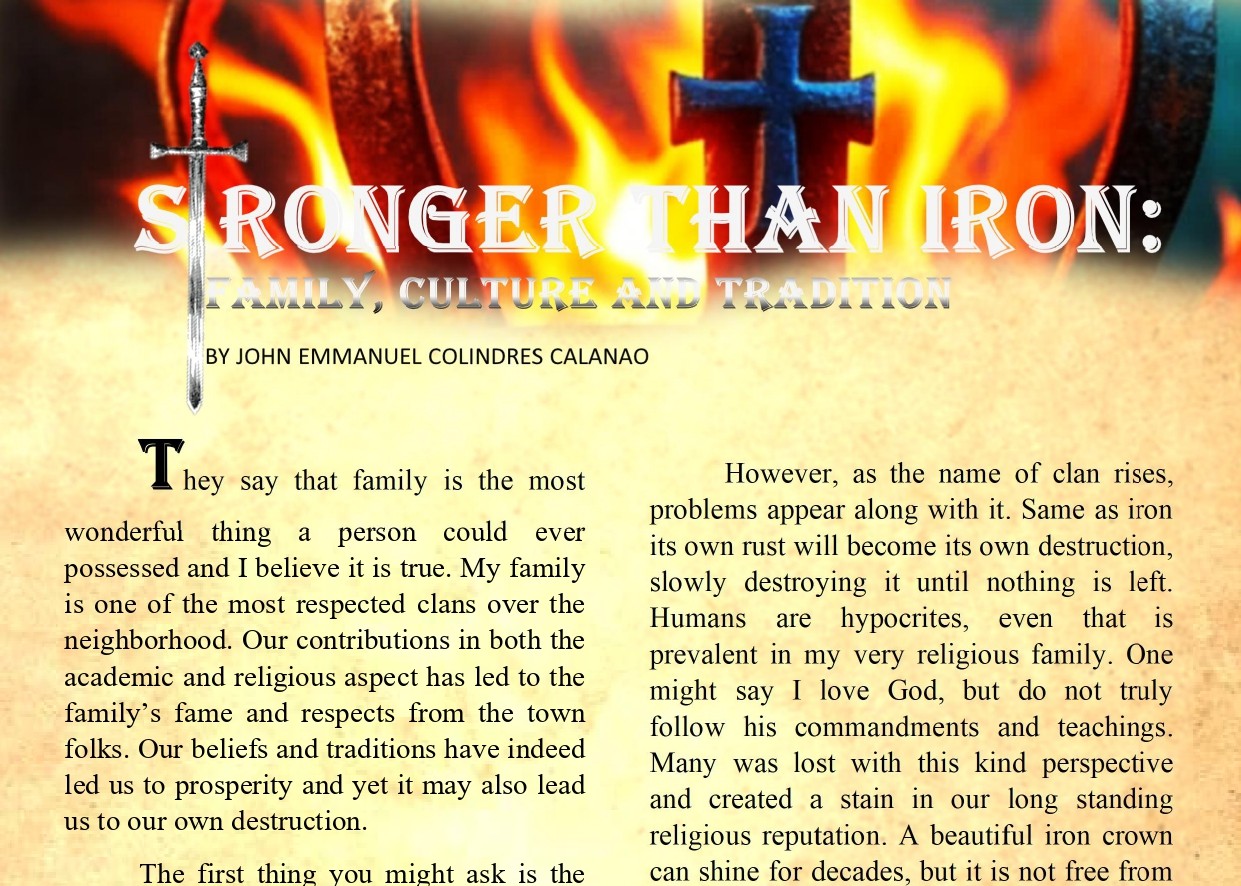 STRONGER THAN IRON:
FAMILY, CULTURE AND TRADITION
BY JOHN EMMANUEL COLINDRES CALANAO
They say that family is the most
wonderful thing a person could ever
possessed and I believe it is true. My family
is one of the most respected clans over the
neighborhood. Our contributions in both the
academic and religious aspect has led to the
family’s fame and respects from the town
folks. Our beliefs and traditions have indeed
led us to prosperity and yet it may also lead
us to our own destruction.
The first thing you might ask is the
However, as the name of clan rises,
problems appear along with it. Same as iron
its own rust will become its own destruction,
slowly destroying it until nothing is left.
Humans are hypocrites, even that is
prevalent in my very religious family. One
might say I love God, but do not truly
follow his commandments and teachings.
Many was lost with this kind perspective
and created a stain in our long standing
religious reputation. A beautiful iron crown
can shine for decades, but it is not free from